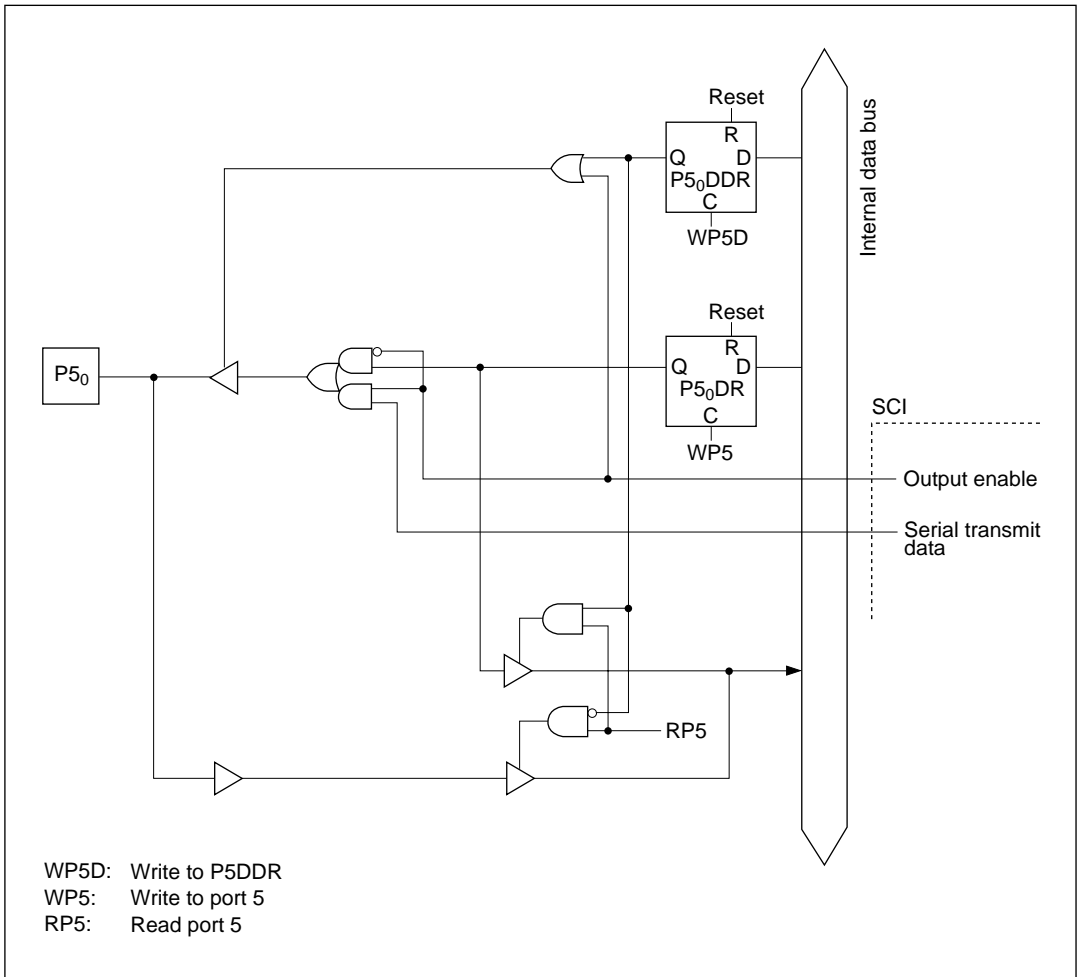 Reset
R
Q D
P5₀DDR
C
WP5D
Internal data bus
Reset
R
Q D
P5₀DR
C
WP5
P5₀
SCI
Output enable
Serial transmit
data
RP5
WP5D: Write to P5DDR
WP5: Write to port 5
RP5: Read port 5